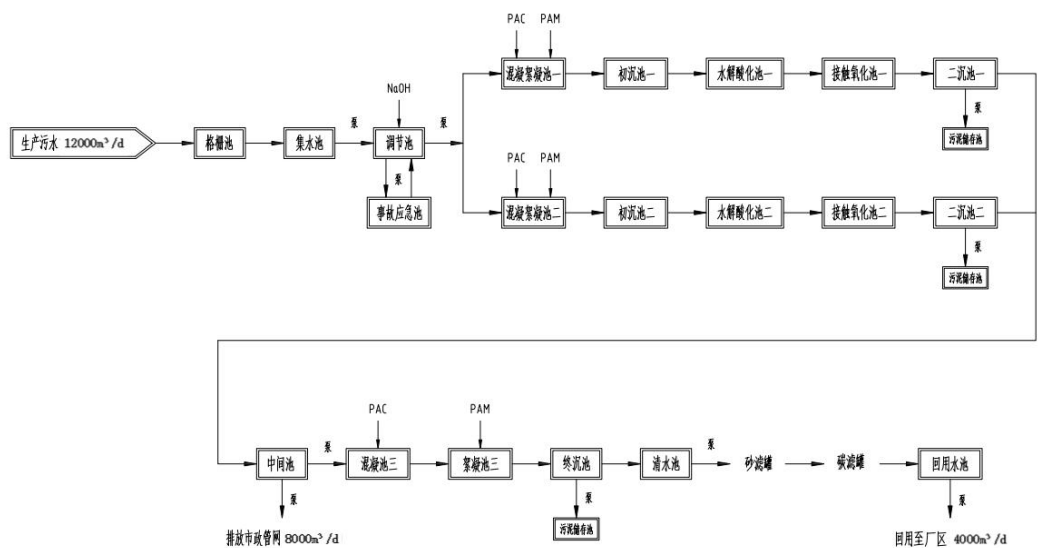 PAC PAM
混凝絮凝池一 初沉池一 水解酸化池一 接触氧化池一 二沉池一
NaOH
泵
污泥储存池
生产污水 12000m³/d 格栅池 集水池 泵 调节池 泵
泵
事故应急池
PAC PAM
混凝絮凝池二 初沉池二 水解酸化池二 接触氧化池二 二沉池二
泵
污泥储存池
PAC PAM
中间池 泵 混凝池三 絮凝池三 终沉池 清水池 泵 砂滤罐 碳滤罐 回用水池
泵 泵 泵
排放市政管网 8000m³/d 污泥储存池 回用至厂区 4000m³/d